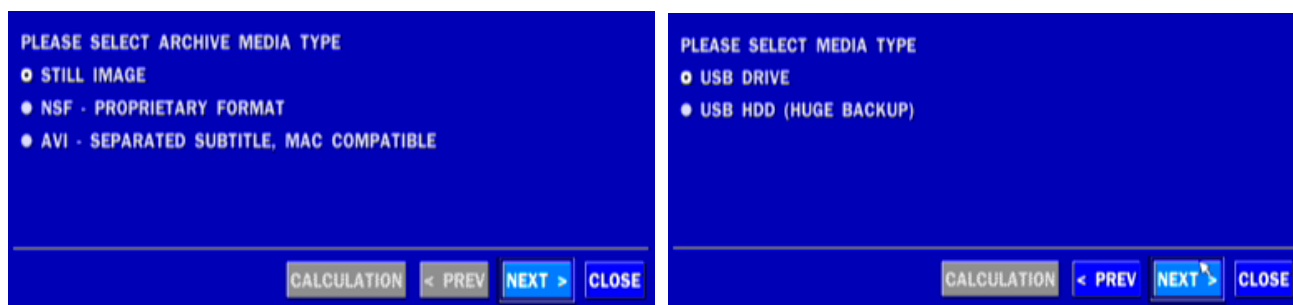 PLEASE SELECT ARCHIVE MEDIA TYPE
STILL IMAGE
NSF - PROPRIETARY FORMAT
AVI - SEPARATED SUBTITLE, MAC COMPATIBLE
CALCULATION < PREV NEXT > CLOSE
PLEASE SELECT MEDIA TYPE
USB DRIVE
USB HDD (HUGE BACKUP)
CALCULATION < PREV NEXT > CLOSE